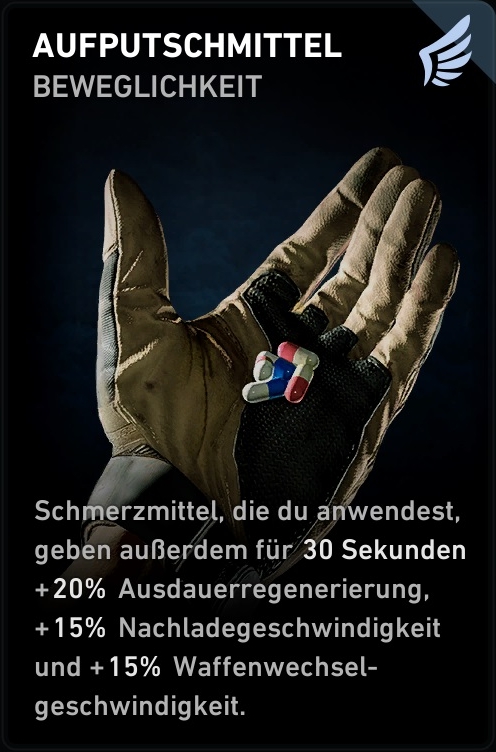 AUFPUTSCHMITTEL
BEWEGLICHKEIT
Schmerzmittel, die du anwendest,
geben außerdem für 30 Sekunden
+20% Ausdauerregenerierung,
+15% Nachladegeschwindigkeit
und +15% Waffenwechsel-
geschwindigkeit.